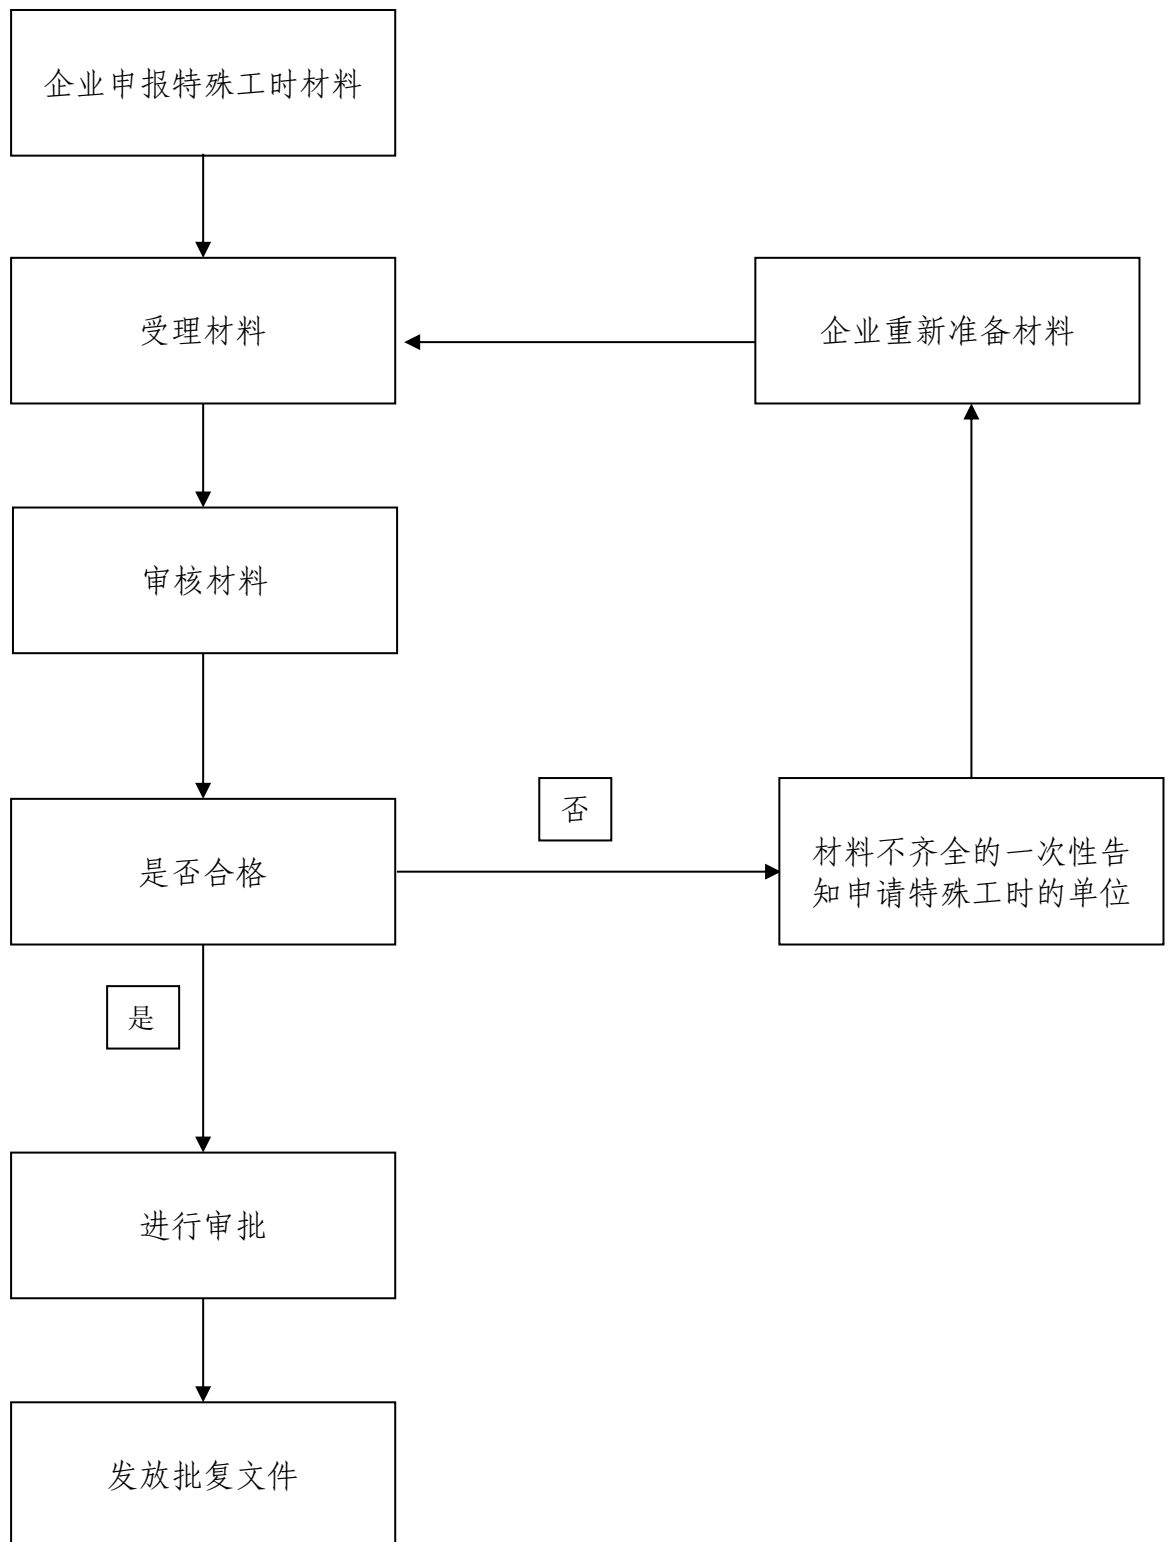 企业申报特殊工时材料
受理材料
企业重新准备材料
审核材料
否
是否合格
材料不齐全的一次性告
知申请特殊工时的单位
是
进行审批
发放批复文件